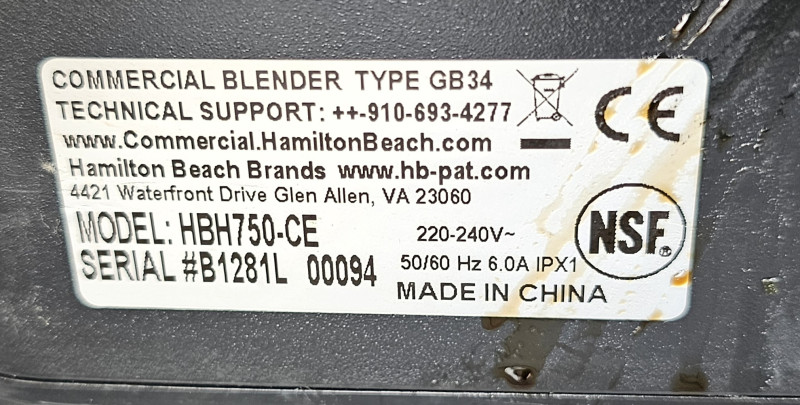 COMMERCIAL BLENDER TYPE GB34
TECHNICAL SUPPORT: ++-910-693-4277
www.Commercial.HamiltonBeach.com
Hamilton Beach Brands www.hb-pat.com
4421 Waterfront Drive Glen Allen, VA 23060
MODEL: HBH750-CE
SERIAL #B1281L 00094
220-240V~
50/60 Hz 6.0A IPX1
MADE IN CHINA
CE
NSF®